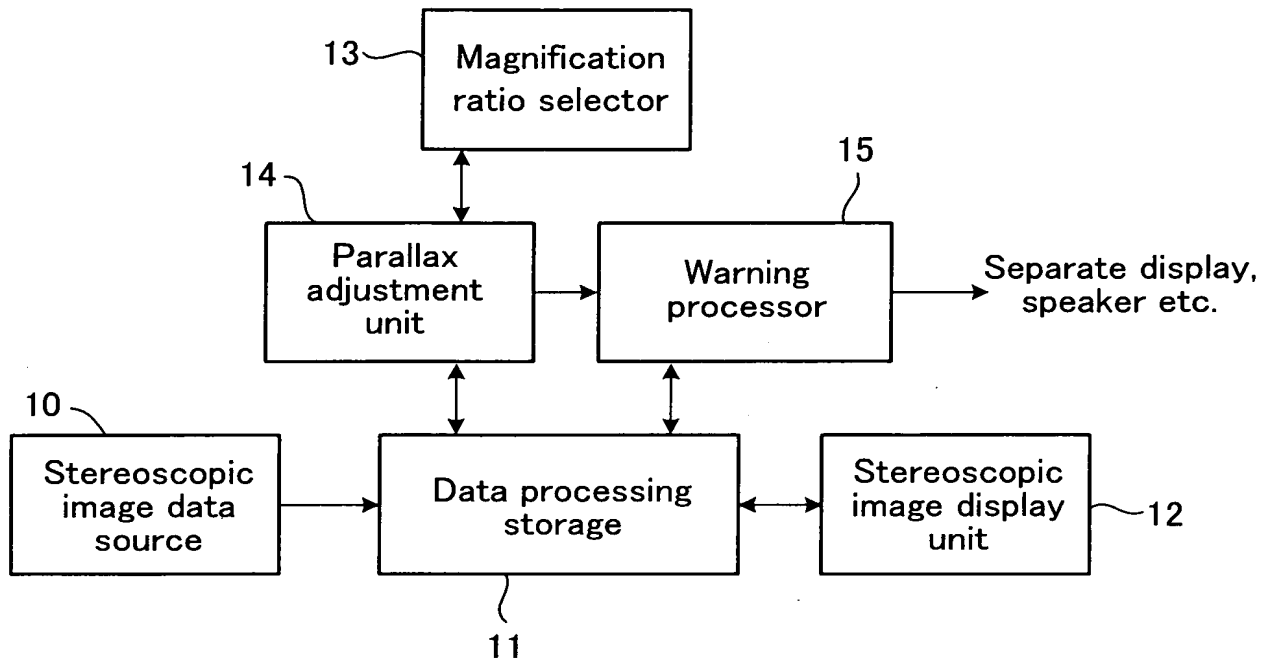 13
Magnification
ratio selector
14
15
Parallax
adjustment
unit
Warning
processor
Separate display,
speaker etc.
10
Stereoscopic
image data
source
Data processing
storage
Stereoscopic
image display
unit
12
11